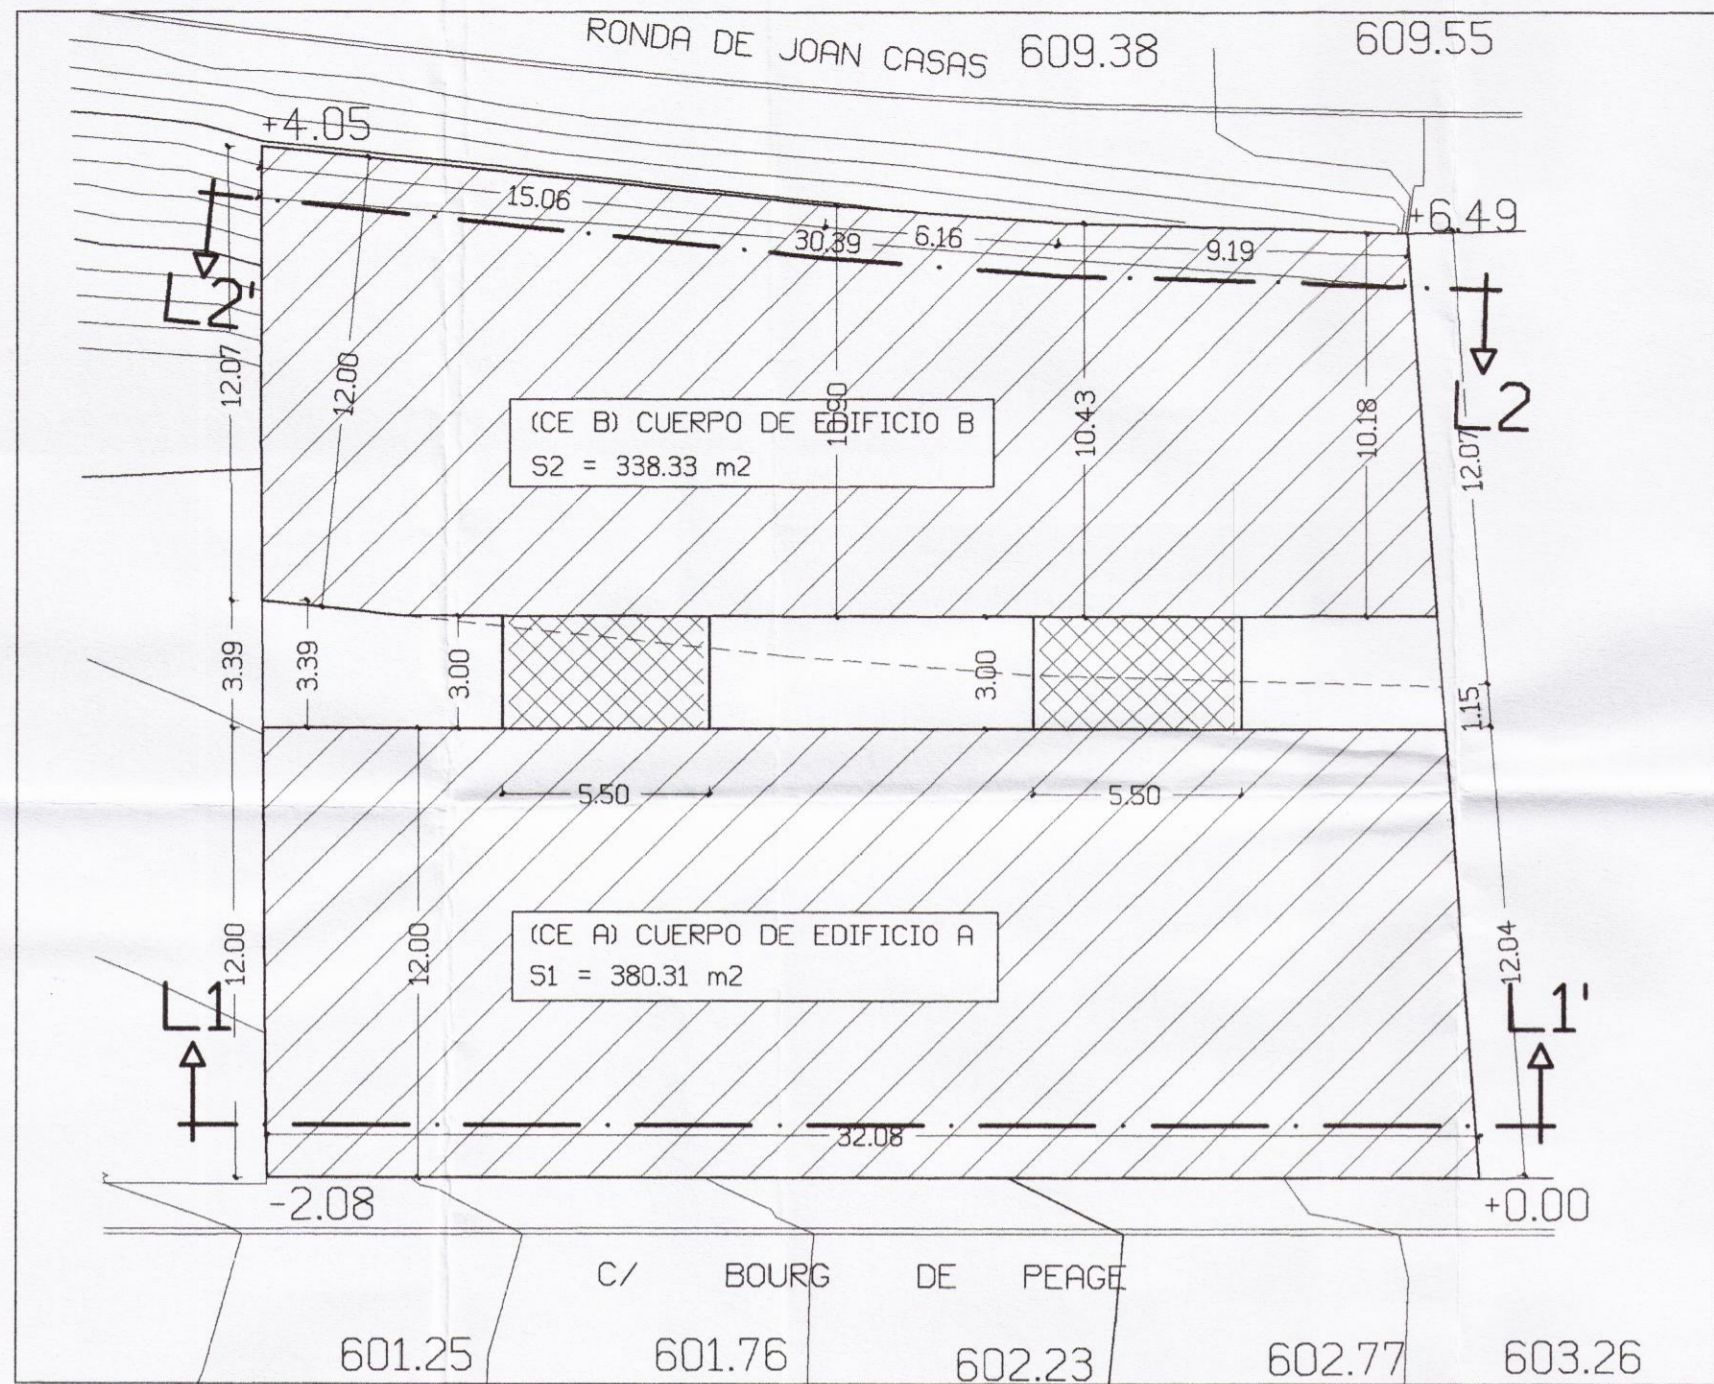 RONDA DE JOAN CASAS 609.38 609.55
+4.05
+6.49
15.06
30.39
6.16
9.19
L2'
L2
12.07
12.00
10.90
10.43
10.18
12.07
(CE B) CUERPO DE EDIFICIO B
S2 = 338.33 m2
3.39
3.39
3.00
3.00
1.15
5.50
5.50
(CE A) CUERPO DE EDIFICIO A
S1 = 380.31 m2
12.00
12.00
12.04
L1
L1'
32.08
-2.08
+0.00
C/ BOURG DE PEAGE
601.25 601.76 602.23 602.77 603.26